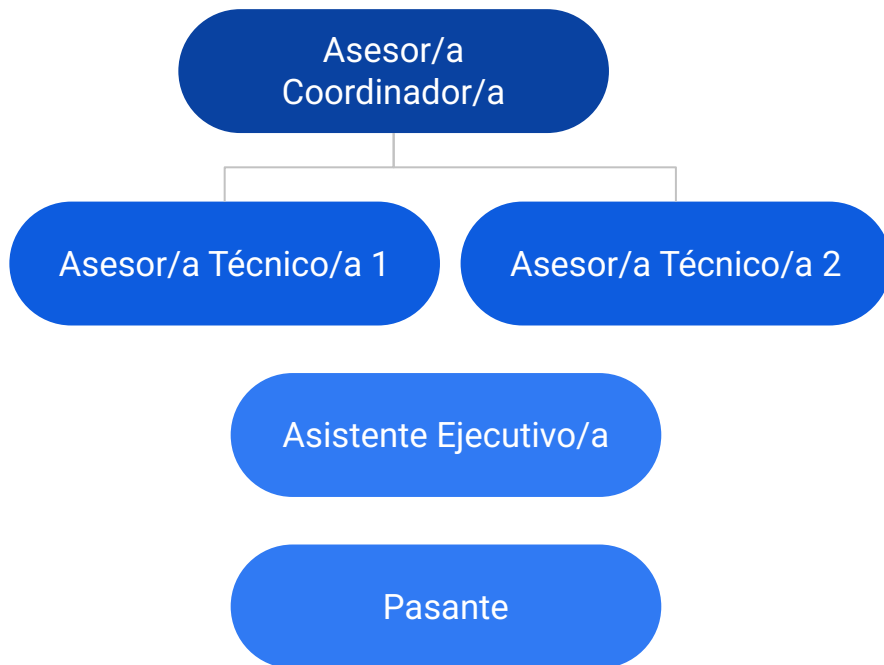 Asesor/a
Coordinador/a
Asesor/a Técnico/a 1
Asesor/a Técnico/a 2
Asistente Ejecutivo/a
Pasante